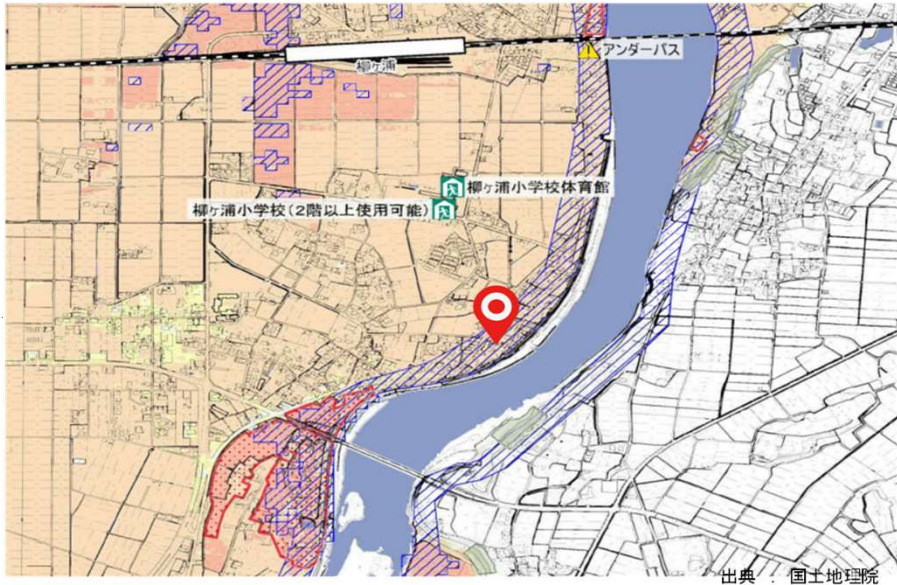 アンダーパス
柳ヶ浦
柳ヶ浦小学校体育館
柳ヶ浦小学校(2階以上使用可能)
出典 : 国土地理院